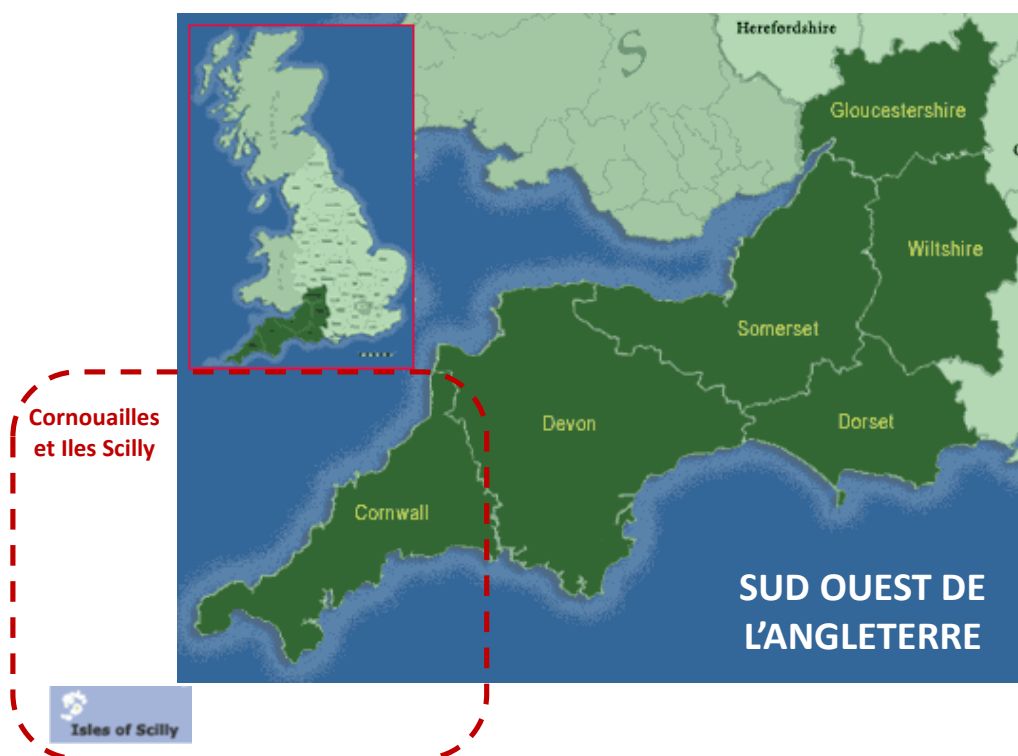 Herefordshire
S
Gloucestershire
Wiltshire
Somerset
Cornouailles
et Iles Scilly
Devon
Dorset
Cornwall
SUD OUEST DE
L'ANGLETERRE
Isles of Scilly